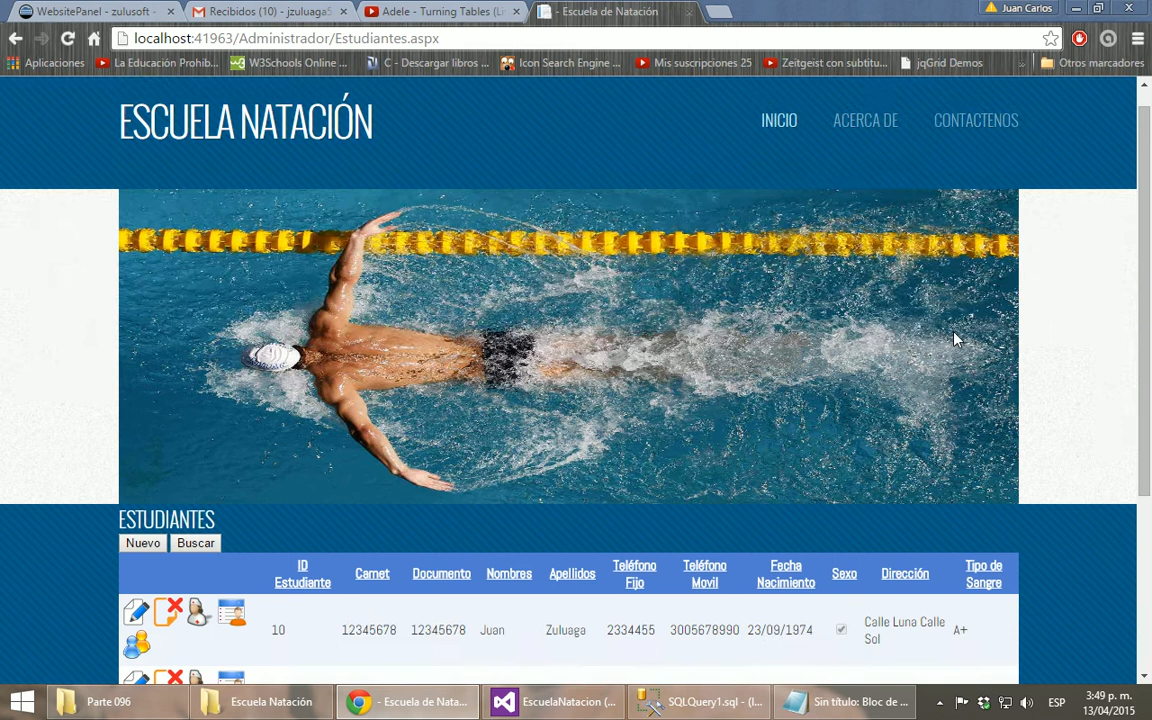 WebsitePanel - zulusoft
Recibidos (10) - jzuluaga5
Adele - Turning Tables (Li
- Escuela de Natación
Juan Carlos
localhost:41963/Administrador/Estudiantes.aspx
Aplicaciones
La Educación Prohib...
W3Schools Online ...
C - Descargar libros ...
Icon Search Engine ...
Mis suscripciones 25
Zeitgeist con subtitu...
jqGrid Demos
»
Otros marcadores
ESCUELA NATACIÓN
INICIO
ACERCA DE
CONTACTENOS
ESTUDIANTES
Nuevo
Buscar
ID Estudiante
Carnet
Documento
Nombres
Apellidos
Teléfono Fijo
Teléfono Movil
Fecha Nacimiento
Sexo
Dirección
Tipo de Sangre
10
12345678
12345678
Juan
Zuluaga
2334455
3005678990
23/09/1974
Calle Luna Calle Sol
A+
Parte 096
Escuela Natación
- Escuela de Nata...
EscuelaNatacion (...
SQLQuery1.sql - (l...
Sin título: Bloc de ...
ESP
3:49 p. m.
13/04/2015